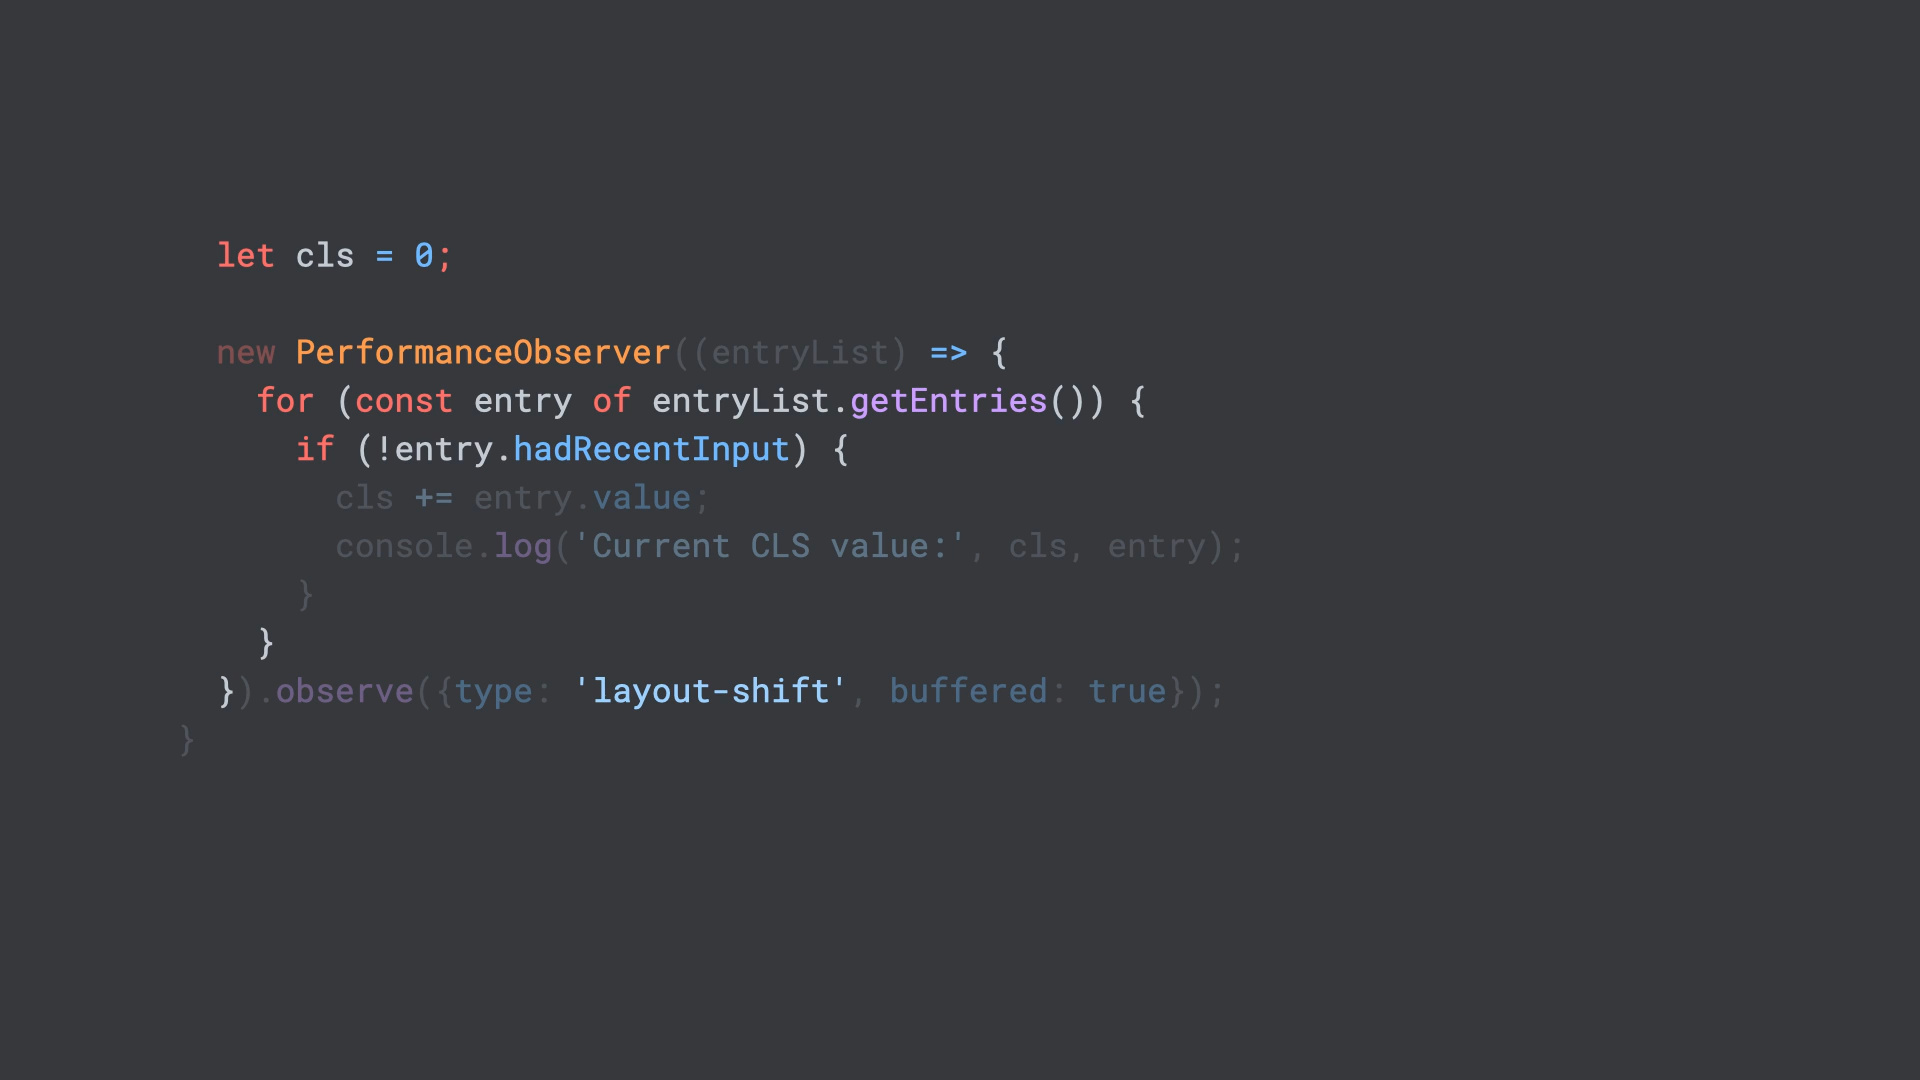 let cls = 0;
new PerformanceObserver((entryList) => {
for (const entry of entryList.getEntries()) {
if (!entry.hadRecentInput) {
cls += entry.value;
console.log('Current CLS value:', cls, entry);
}
}
}).observe({type: 'layout-shift', buffered: true});
}